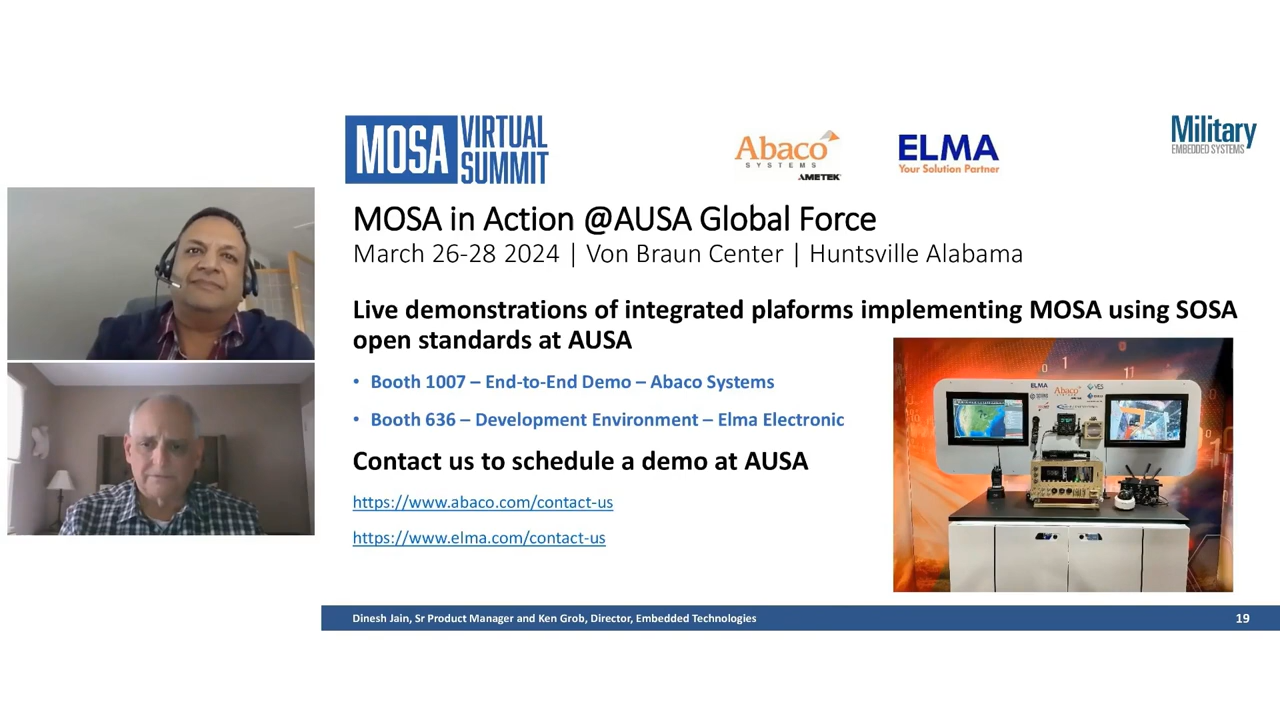 MOSA VIRTUAL SUMMIT
Abaco SYSTEMS
AMETEK
ELMA
Your Solution Partner
Military
EMBEDDED SYSTEMS
MOSA in Action @AUSA Global Force
March 26-28 2024 | Von Braun Center | Huntsville Alabama
Live demonstrations of integrated plaforms implementing MOSA using SOSA
open standards at AUSA
• Booth 1007 – End-to-End Demo – Abaco Systems
• Booth 636 – Development Environment – Elma Electronic
Contact us to schedule a demo at AUSA
https://www.abaco.com/contact-us
https://www.elma.com/contact-us
ELMA
Abaco
Dinesh Jain, Sr Product Manager and Ken Grob, Director, Embedded Technologies
19